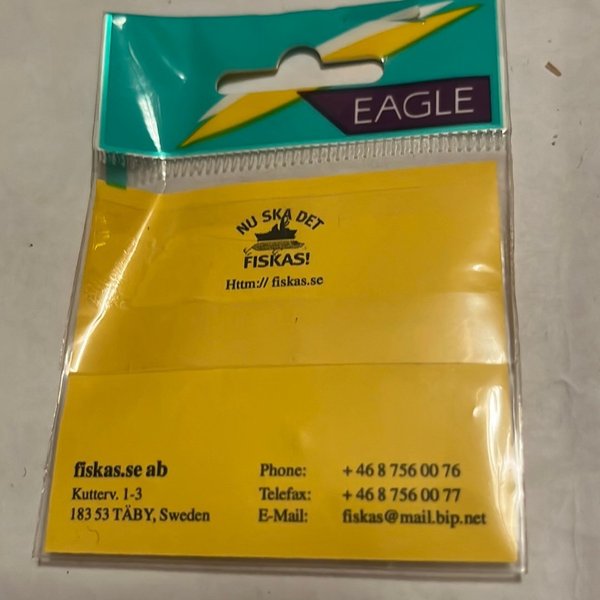 EAGLE
NU SKA DET
FISKAS!
Httm:// fiskas.se
fiskas.se ab
Kutterv. 1-3
183 53 TÄBY, Sweden
Phone: + 46 8 756 00 76
Telefax: + 46 8 756 00 77
E-Mail: fiskas@mail.bip.net